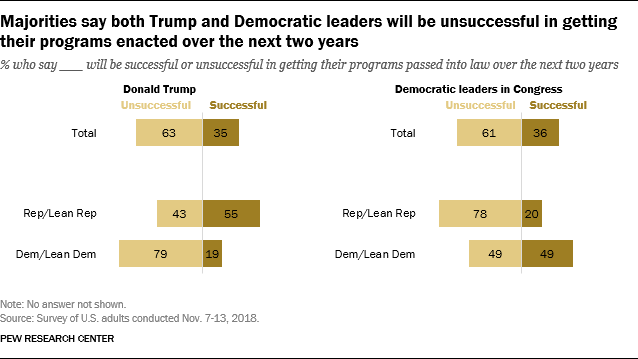 Majorities say both Trump and Democratic leaders will be unsuccessful in getting
their programs enacted over the next two years
% who say ___ will be successful or unsuccessful in getting their programs passed into law over the next two years
Donald Trump
Unsuccessful Successful
Total 63 35
Rep/Lean Rep 43 55
Dem/Lean Dem 79 19
Democratic leaders in Congress
Unsuccessful Successful
Total 61 36
Rep/Lean Rep 78 20
Dem/Lean Dem 49 49
Note: No answer not shown.
Source: Survey of U.S. adults conducted Nov. 7-13, 2018.
PEW RESEARCH CENTER